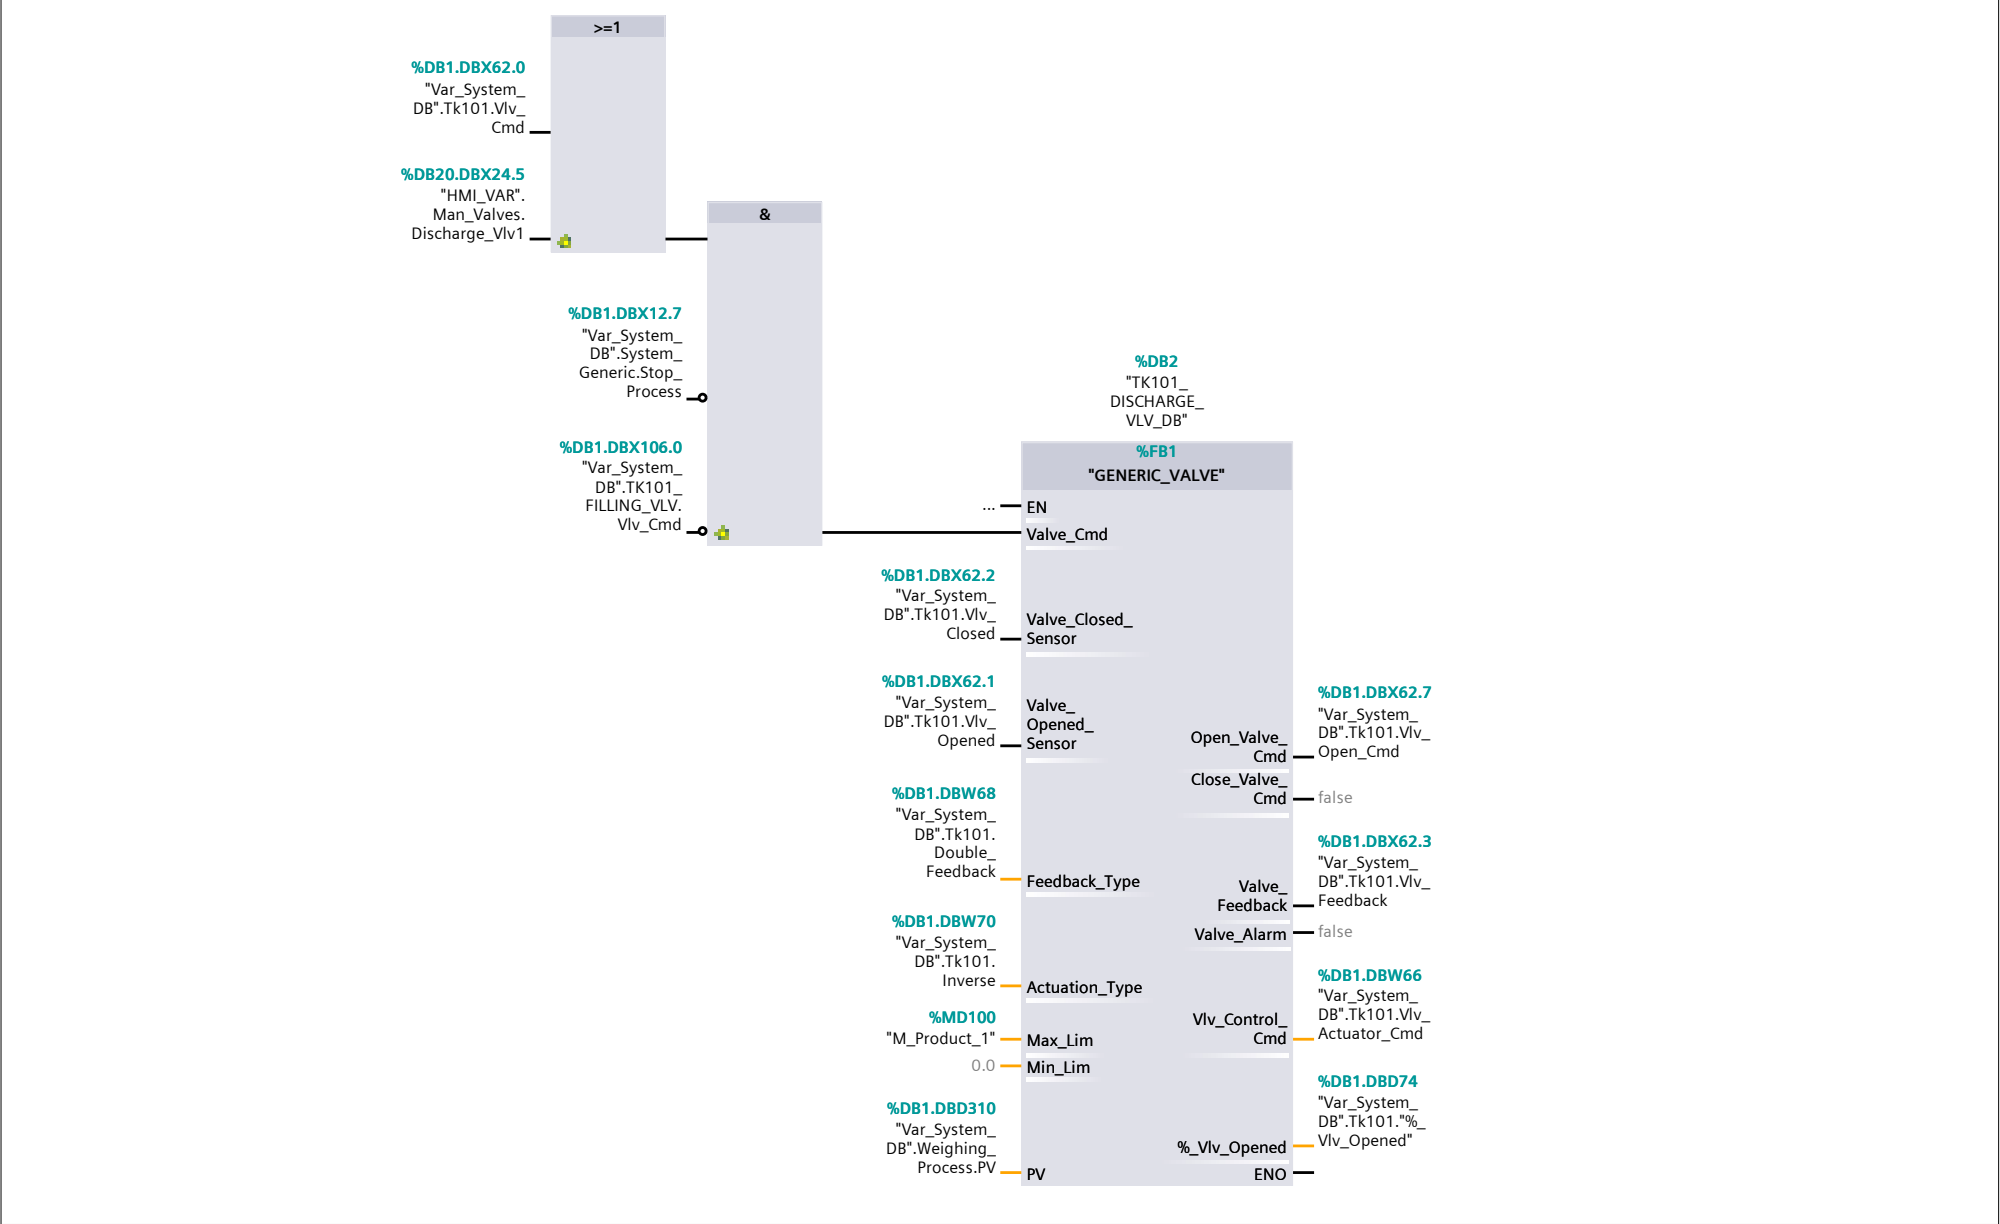 >=1
%DB1.DBX62.0
"Var_System_
DB".Tk101.Vlv_
Cmd
%DB20.DBX24.5
"HMI_VAR".
Man_Valves.
Discharge_Vlv1
&
%DB1.DBX12.7
"Var_System_
DB".System_
Generic.Stop_
Process
%DB1.DBX106.0
"Var_System_
DB".TK101_
FILLING_VLV.
Vlv_Cmd
%DB2
"TK101_
DISCHARGE_
VLV_DB"
%FB1
"GENERIC_VALVE"
... EN
Valve_Cmd
%DB1.DBX62.2
"Var_System_
DB".Tk101.Vlv_
Closed
Valve_Closed_
Sensor
%DB1.DBX62.1
"Var_System_
DB".Tk101.Vlv_
Opened
Valve_
Opened_
Sensor
%DB1.DBW68
"Var_System_
DB".Tk101.
Double_
Feedback
Feedback_Type
%DB1.DBW70
"Var_System_
DB".Tk101.
Inverse
Actuation_Type
%MD100
"M_Product_1"
Max_Lim
0.0
Min_Lim
%DB1.DBD310
"Var_System_
DB".Weighing_
Process.PV
PV
Open_Valve_
Cmd
%DB1.DBX62.7
"Var_System_
DB".Tk101.Vlv_
Open_Cmd
Close_Valve_
Cmd
false
Valve_
Feedback
%DB1.DBX62.3
"Var_System_
DB".Tk101.Vlv_
Feedback
Valve_Alarm
false
Vlv_Control_
Cmd
%DB1.DBW66
"Var_System_
DB".Tk101.Vlv_
Actuator_Cmd
%_Vlv_Opened
%DB1.DBD74
"Var_System_
DB".Tk101."%_
Vlv_Opened"
ENO